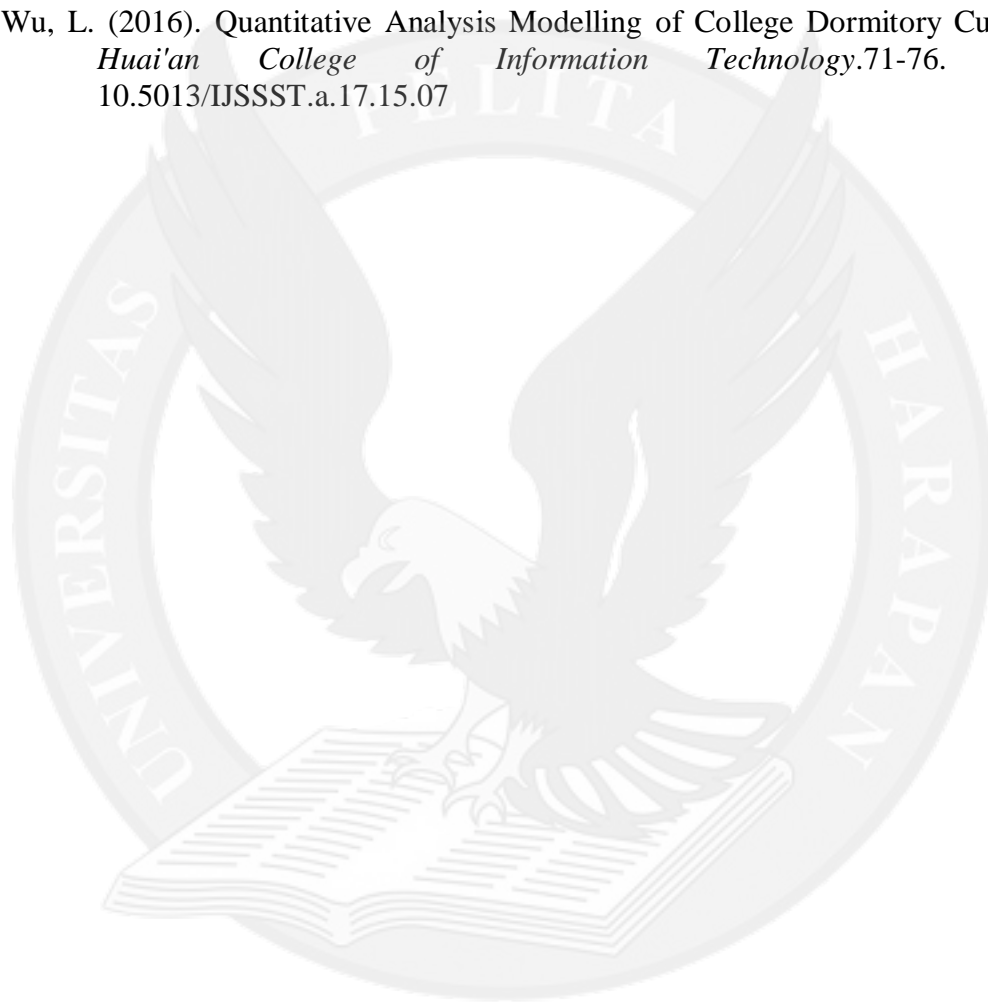 Wu, L. (2016). Quantitative Analysis Modelling of College Dormitory Cu
Huai'an College of Information Technology.71-76.
10.5013/IJSSST.a.17.15.07
PELITA
UNIVERSITAS
HARAPAN